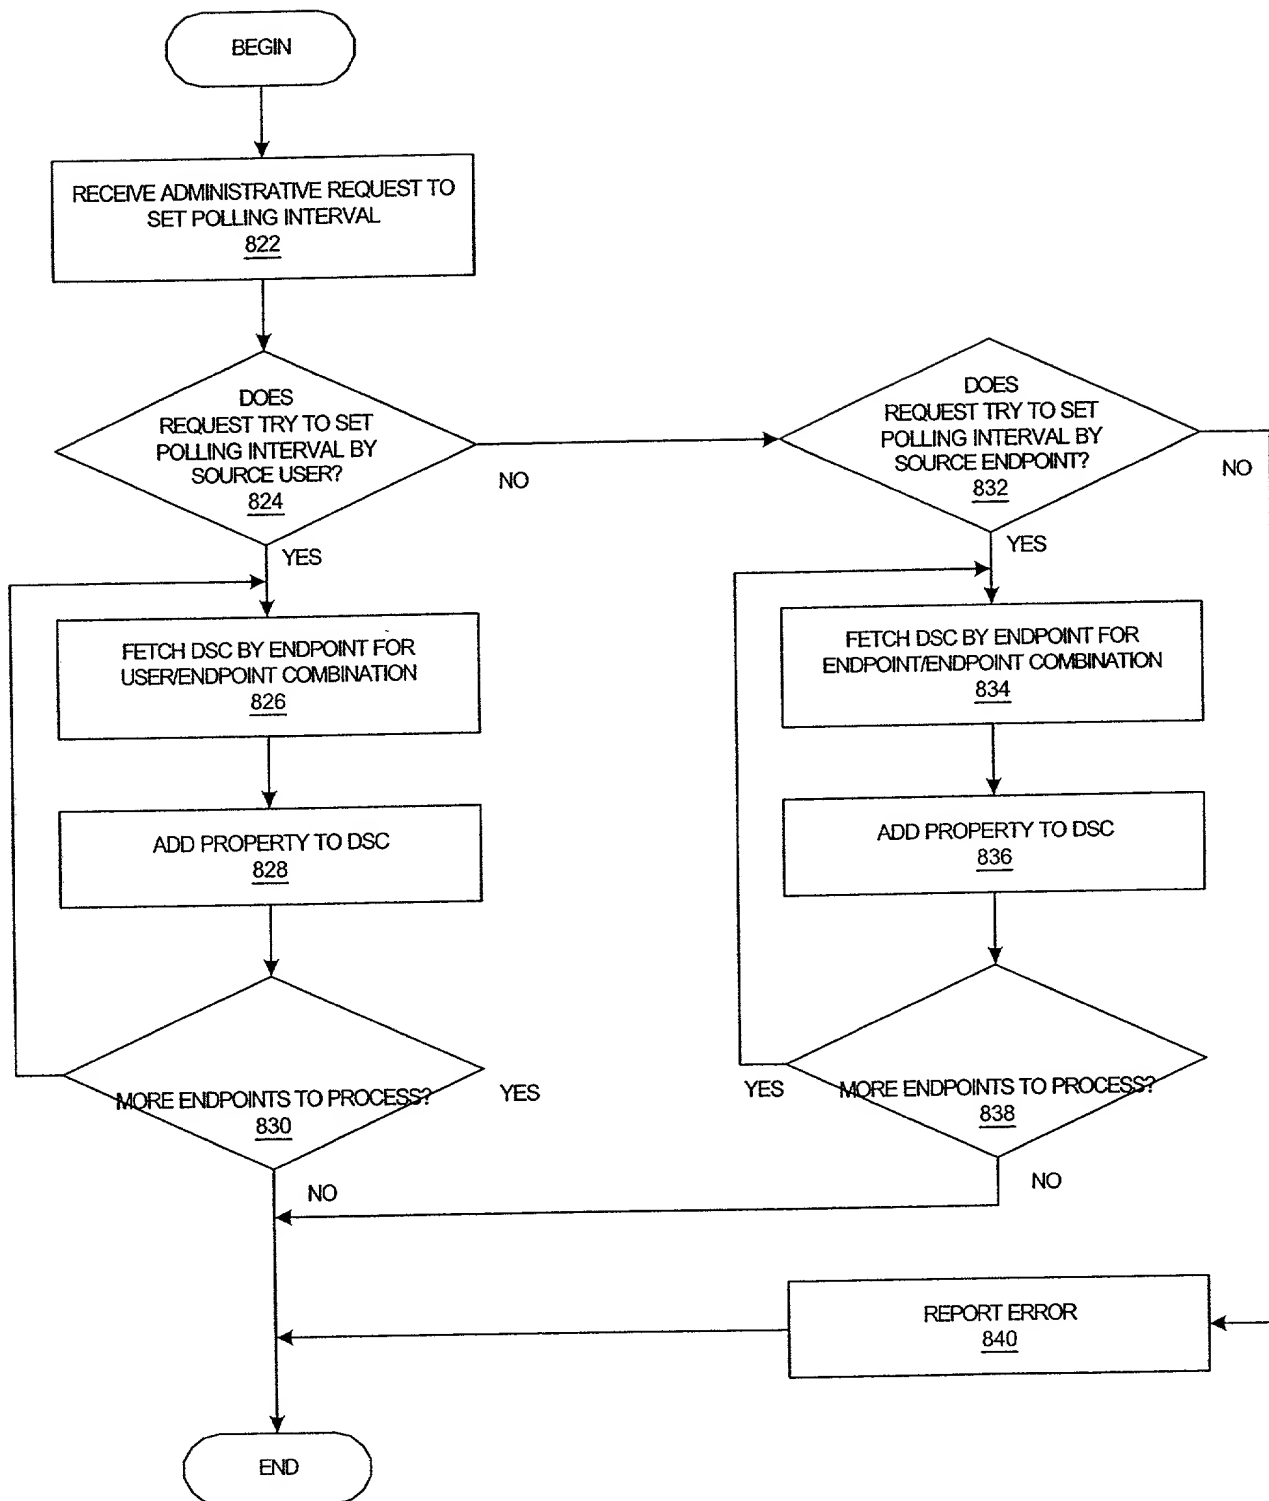 BEGIN
RECEIVE ADMINISTRATIVE REQUEST TO
SET POLLING INTERVAL
822
DOES
REQUEST TRY TO SET
POLLING INTERVAL BY
SOURCE USER?
824
NO
YES
DOES
REQUEST TRY TO SET
POLLING INTERVAL BY
SOURCE ENDPOINT?
832
NO
YES
FETCH DSC BY ENDPOINT FOR
USER/ENDPOINT COMBINATION
826
FETCH DSC BY ENDPOINT FOR
ENDPOINT/ENDPOINT COMBINATION
834
ADD PROPERTY TO DSC
828
ADD PROPERTY TO DSC
836
MORE ENDPOINTS TO PROCESS?
830
YES
NO
YES
MORE ENDPOINTS TO PROCESS?
838
NO
REPORT ERROR
840
END